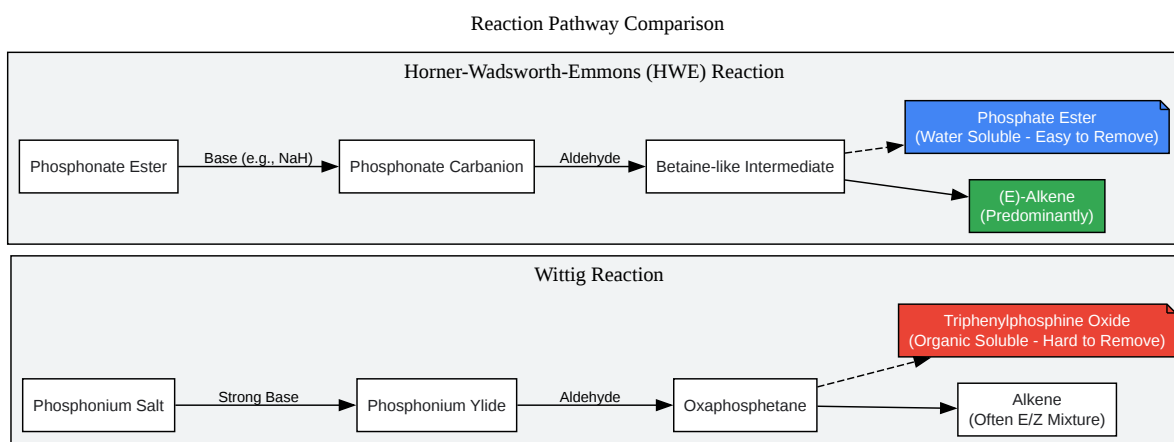 Reaction Pathway Comparison
Horner-Wadsworth-Emmons (HWE) Reaction
Phosphonate Ester
Base (e.g., NaH)
Phosphonate Carbanion
Aldehyde
Betaine-like Intermediate
Phosphate Ester
(Water Soluble - Easy to Remove)
(E)-Alkene
(Predominantly)
Wittig Reaction
Phosphonium Salt
Strong Base
Phosphonium Ylide
Aldehyde
Oxaphosphetane
Triphenylphosphine Oxide
(Organic Soluble - Hard to Remove)
Alkene
(Often E/Z Mixture)